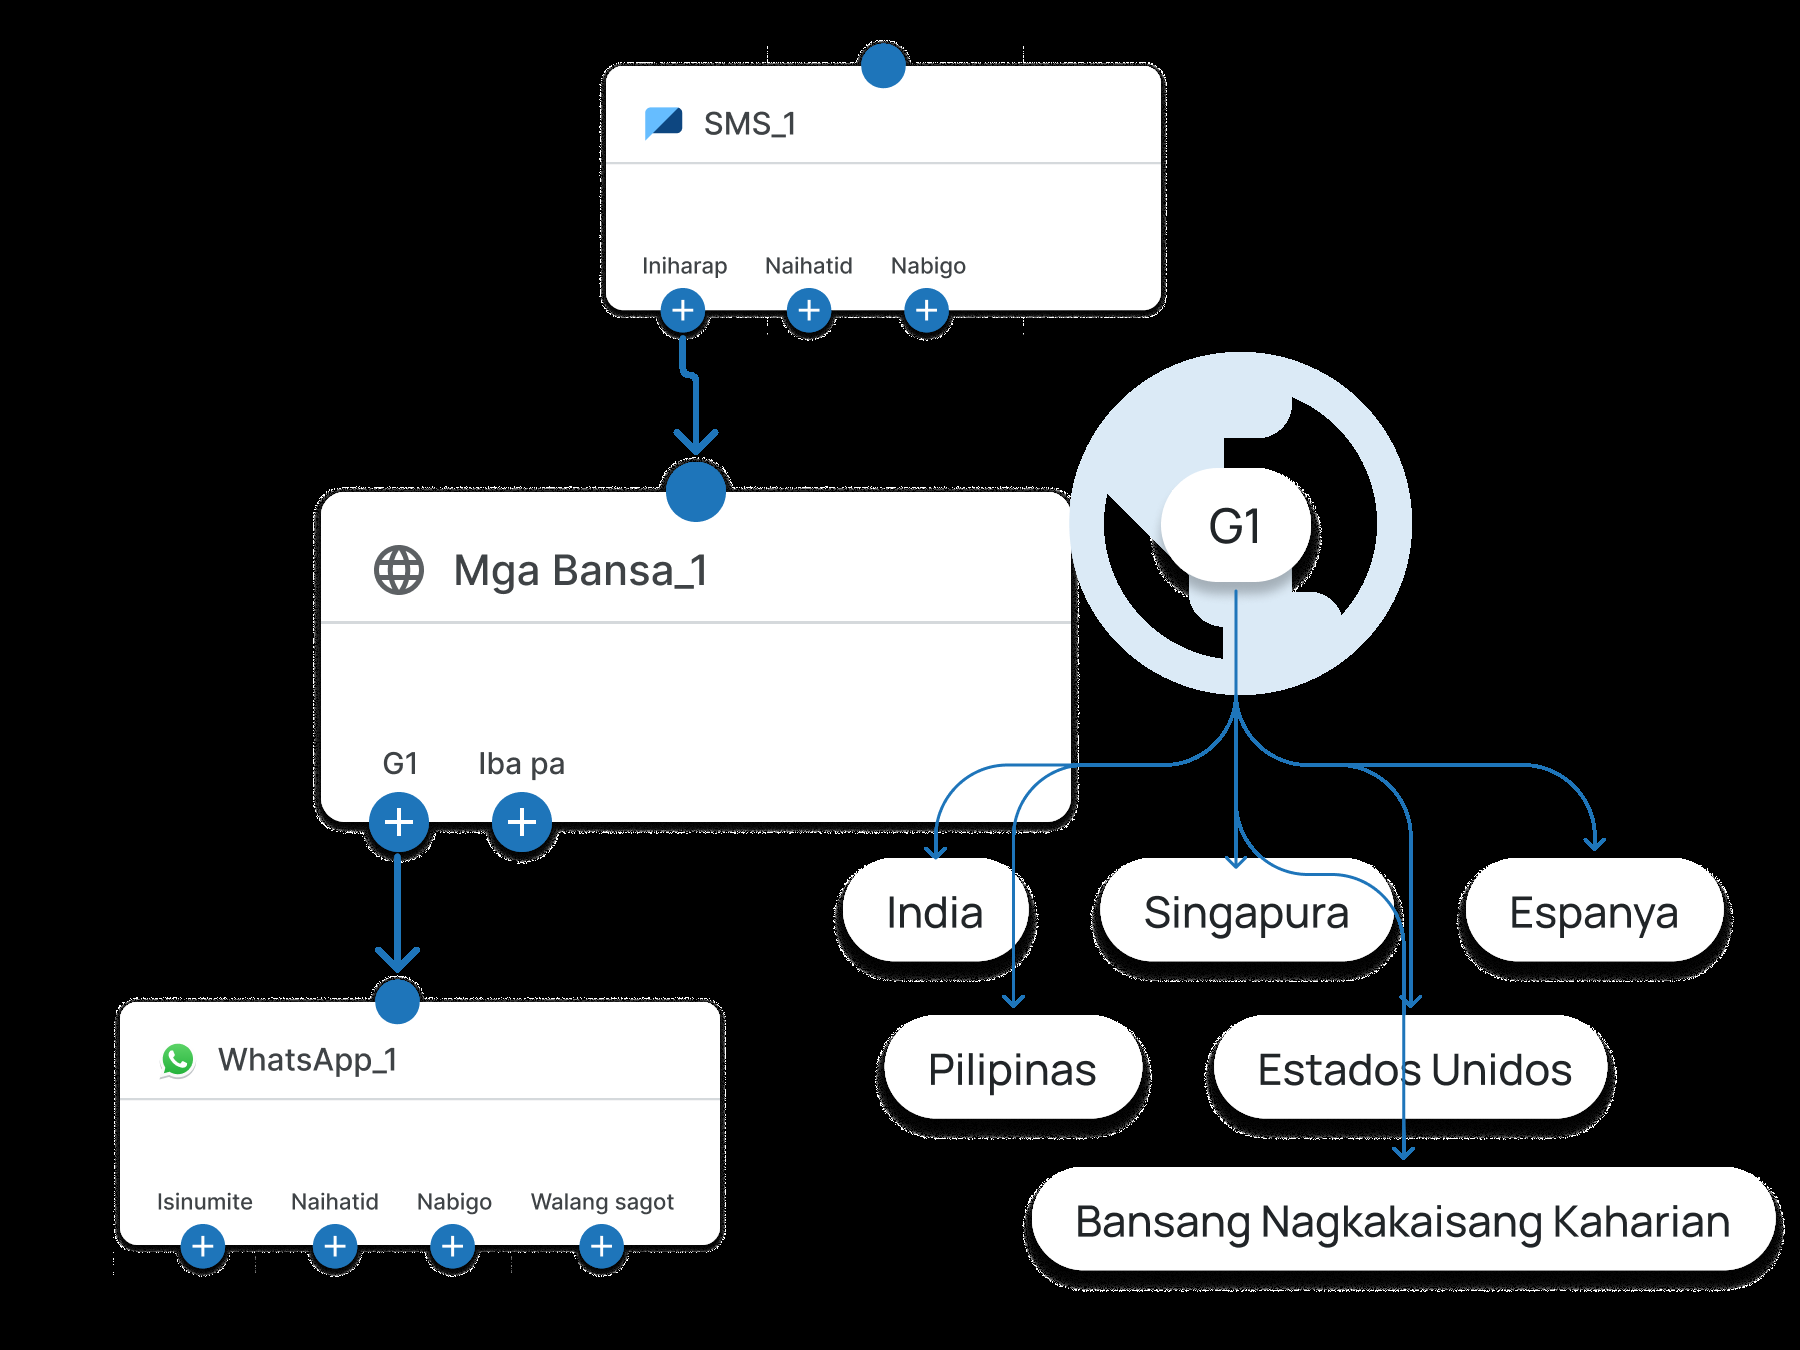 SMS_1
Iniharap Naihatid Nabigo
Mga Bansa_1
G1 Iba pa
WhatsApp_1
Isinumite Naihatid Nabigo Walang sagot
G1
India Singapura Espanya
Pilipinas Estados Unidos
Bansang Nagkakaisang Kaharian